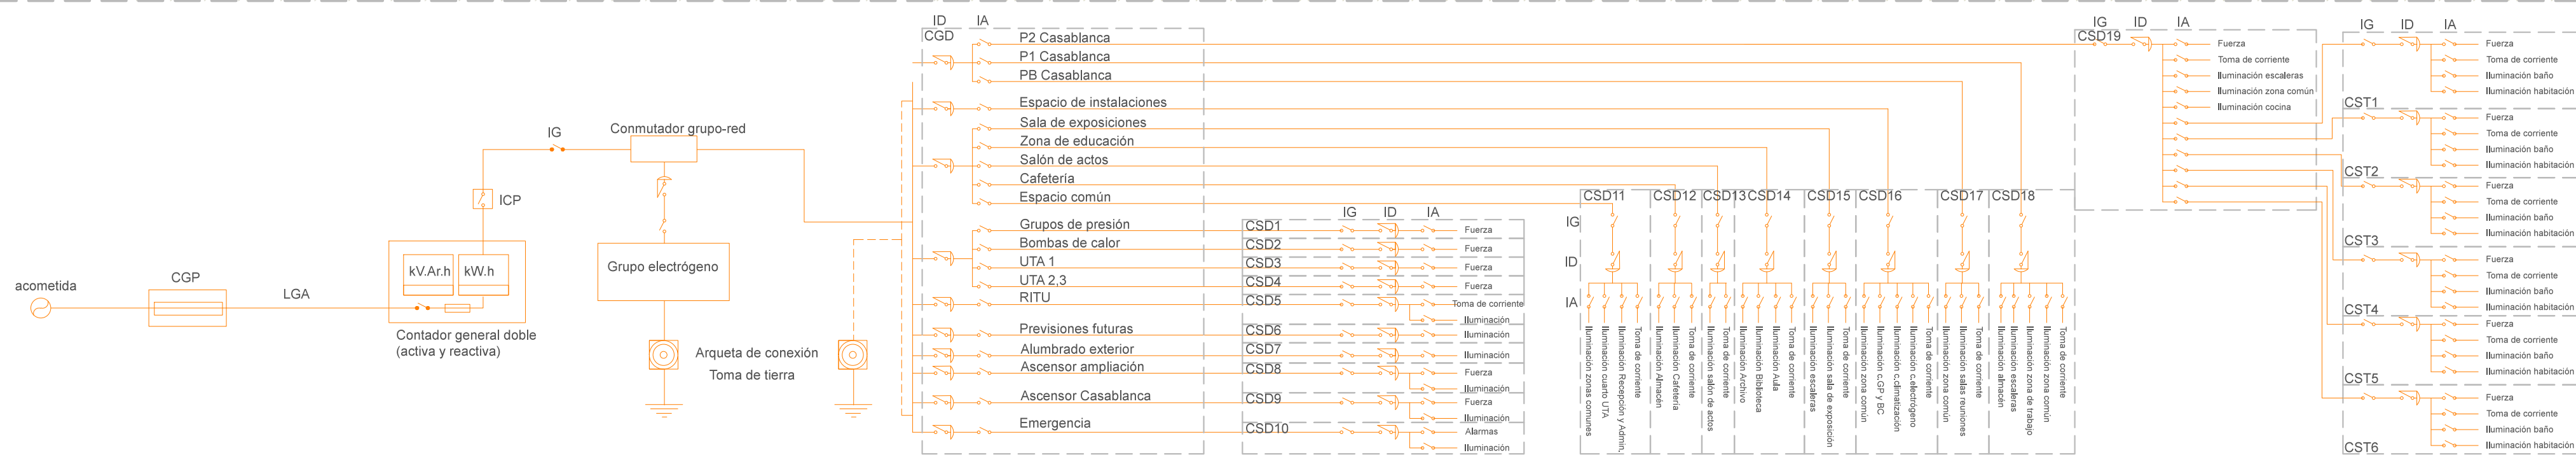 acometida
CGP
LGA
kV.Ar.h
kW.h
Contador general doble
(activa y reactiva)
ICP
IG
Conmutador grupo-red
Grupo electrógeno
Arqueta de conexión
Toma de tierra
ID
IA
CGD
P2 Casablanca
P1 Casablanca
PB Casablanca
Espacio de instalaciones
Sala de exposiciones
Zona de educación
Salón de actos
Cafetería
Espacio común
Grupos de presión
Bombas de calor
UTA 1
UTA 2,3
RITU
Previsiones futuras
Alumbrado exterior
Ascensor ampliación
Ascensor Casablanca
Emergencia
IG
ID
IA
CSD1
Fuerza
CSD2
Fuerza
CSD3
Fuerza
CSD4
Fuerza
CSD5
Toma de corriente
Iluminación
CSD6
Iluminación
CSD7
Iluminación
CSD8
Fuerza
Iluminación
CSD9
Fuerza
Iluminación
CSD10
Alarmas
Iluminación
IG
ID
IA
CSD11
Iluminación zonas comunes
Iluminación cuarto UTA
Iluminación Recepción y Admin.
Toma de corriente
CSD12
Iluminación Almacén
Iluminación Cafetería
Toma de corriente
CSD13
Iluminación salón de actos
Toma de corriente
CSD14
Iluminación Archivo
Iluminación Biblioteca
Iluminación Aula
Toma de corriente
CSD15
Iluminación escaleras
Iluminación sala de exposición
Toma de corriente
CSD16
Iluminación zona común
Iluminación c.GP y BC
Iluminación c.climatización
Iluminación c.electrógeno
Toma de corriente
CSD17
Iluminación zona común
Iluminación salas reuniones
Toma de corriente
CSD18
Iluminación almacén
Iluminación escaleras
Iluminación zona de trabajo
Iluminación zona común
Toma de corriente
IG
ID
IA
CSD19
Fuerza
Toma de corriente
Iluminación escaleras
Iluminación zona común
Iluminación cocina
IG
ID
IA
Fuerza
Toma de corriente
Iluminación baño
Iluminación habitación
CST1
Fuerza
Toma de corriente
Iluminación baño
Iluminación habitación
CST2
Fuerza
Toma de corriente
Iluminación baño
Iluminación habitación
CST3
Fuerza
Toma de corriente
Iluminación baño
Iluminación habitación
CST4
Fuerza
Toma de corriente
Iluminación baño
Iluminación habitación
CST5
Fuerza
Toma de corriente
Iluminación baño
Iluminación habitación
CST6